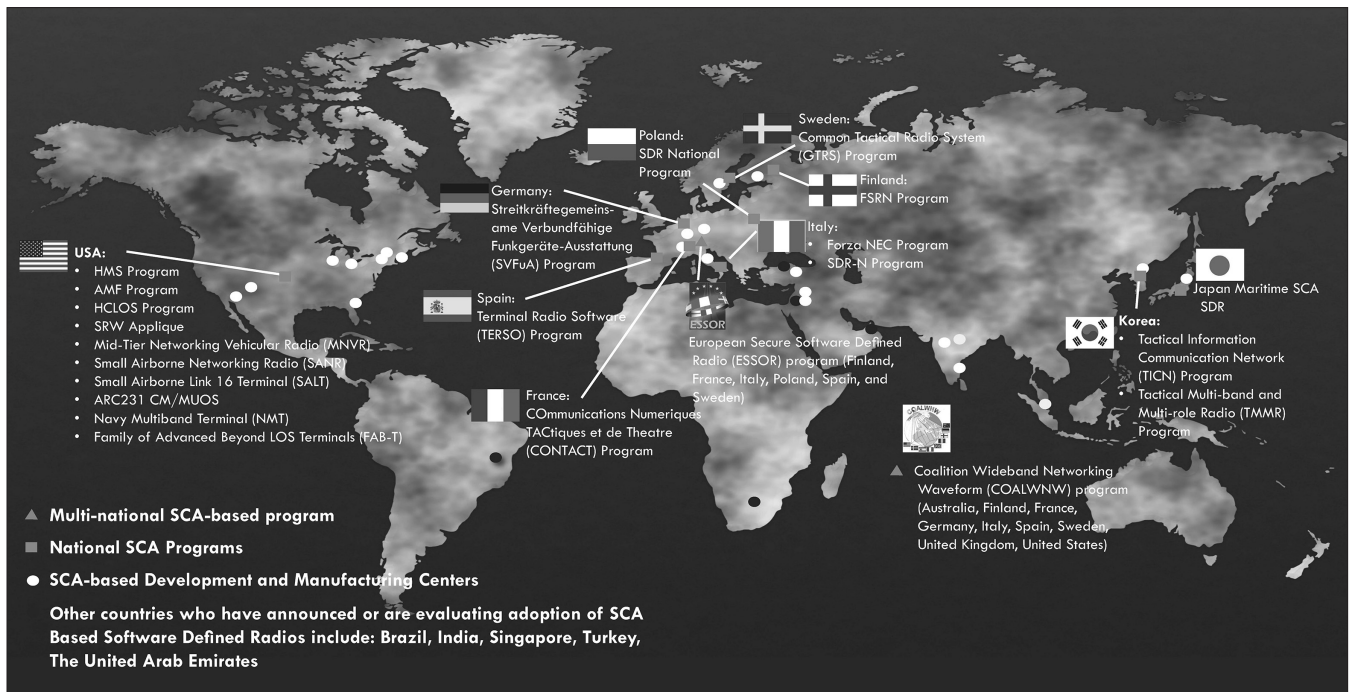 Sweden:
Common Tactical Radio System
(GTRS) Program
Poland:
SDR National
Program
Finland:
FSRN Program
Germany:
Streitkräftegemeins-
ame Verbundfähige
Funkgeräte-Ausstattung
(SVFuA) Program
Italy:
• Forza NEC Program
• SDR-N Program
USA:
• HMS Program
• AMF Program
• HCLOS Program
• SRW Applique
• Mid-Tier Networking Vehicular Radio (MNVR)
• Small Airborne Networking Radio (SANR)
• Small Airborne Link 16 Terminal (SALT)
• ARC231 CM/MUOS
• Navy Multiband Terminal (NMT)
• Family of Advanced Beyond LOS Terminals (FAB-T)
Spain:
Terminal Radio Software
(TERSO) Program
ESSOR
European Secure Software Defined
Radio (ESSOR) program (Finland,
France, Italy, Poland, Spain, and
Sweden)
Japan Maritime SCA
SDR
Korea:
• Tactical Information
Communication Network
(TICN) Program
• Tactical Multi-band and
Multi-role Radio (TMMR)
Program
France:
COmmunications Numeriques
TACtiques et de Theatre
(CONTACT) Program
COALWNW
Coalition Wideband Networking
Waveform (COALWNW) program
(Australia, Finland, France,
Germany, Italy, Spain, Sweden,
United Kingdom, United States)
Multi-national SCA-based program
National SCA Programs
SCA-based Development and Manufacturing Centers
Other countries who have announced or are evaluating adoption of SCA
Based Software Defined Radios include: Brazil, India, Singapore, Turkey,
The United Arab Emirates